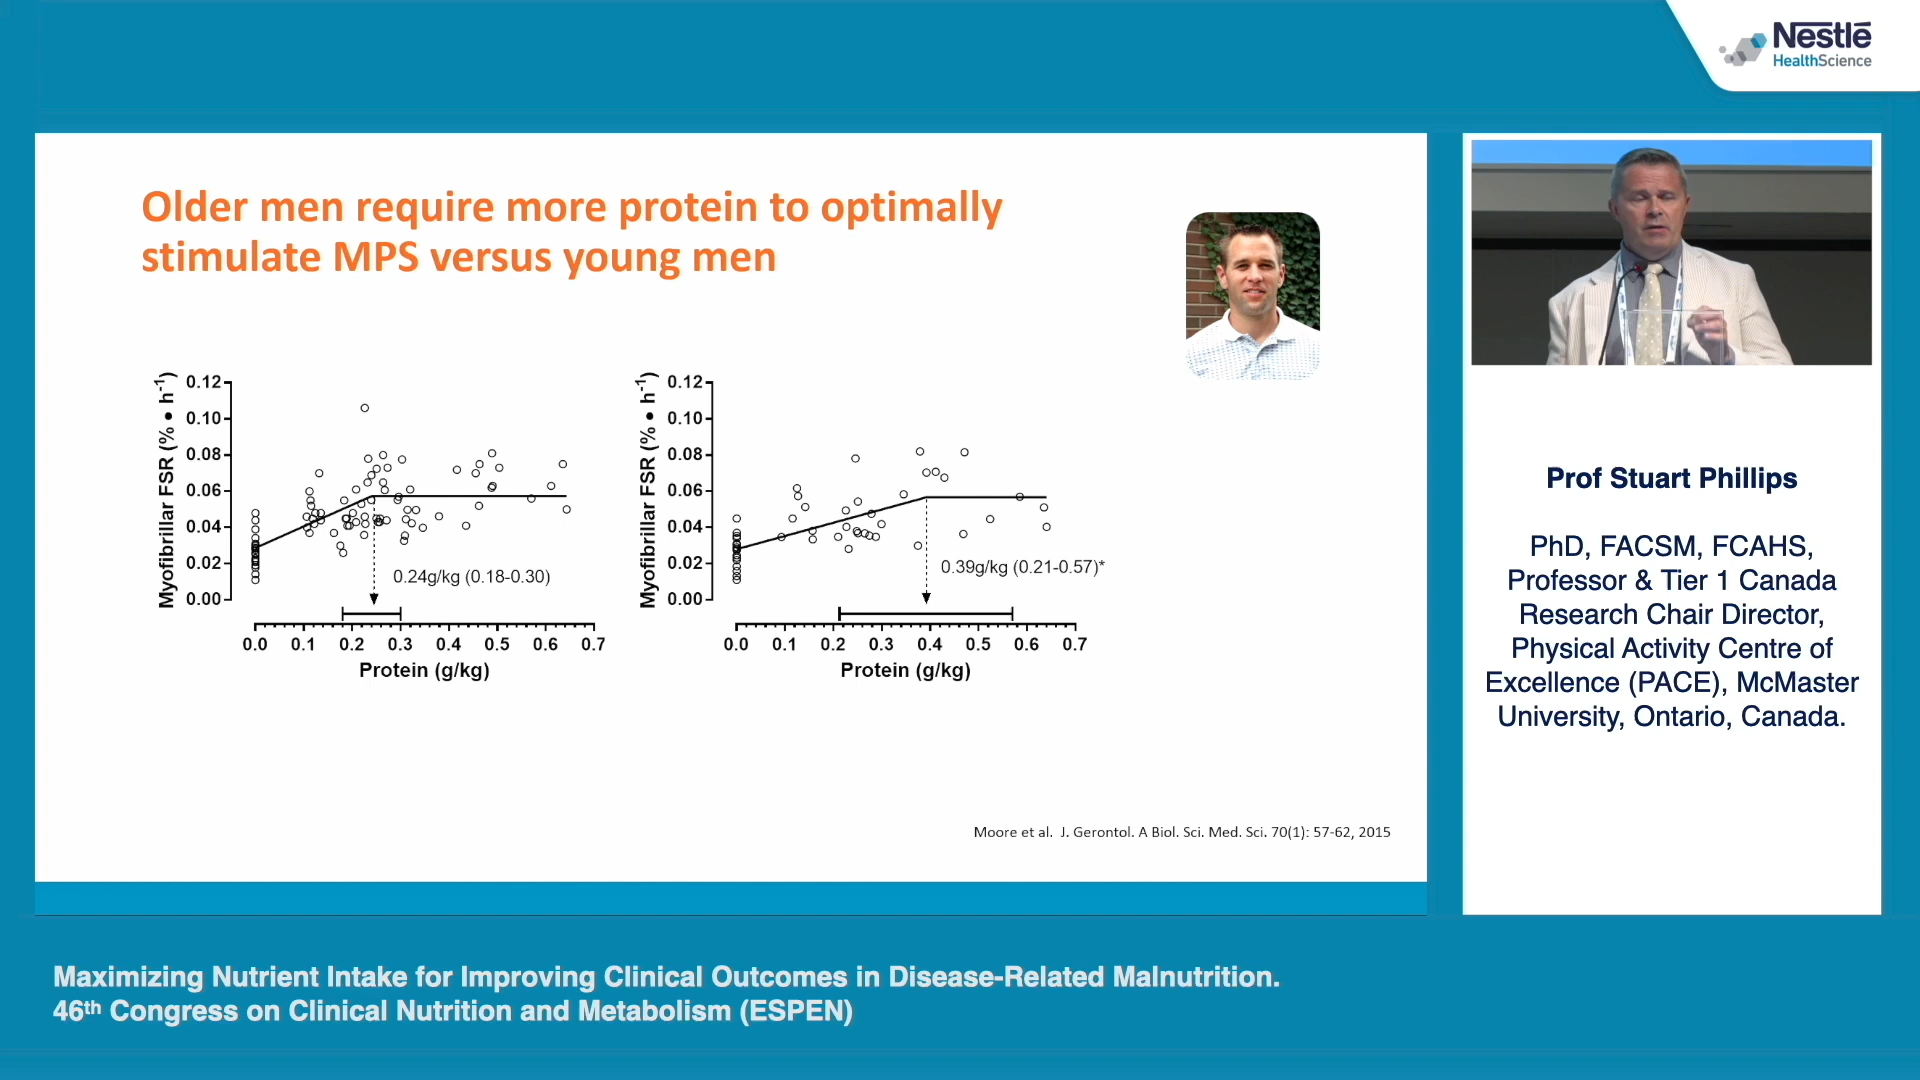 Nestlé
HealthScience
Older men require more protein to optimally
stimulate MPS versus young men
Myofibrillar FSR (% ● h-1)
0.12
0.10
0.08
0.06
0.04
0.02
0.00
0.24g/kg (0.18-0.30)
0.0 0.1 0.2 0.3 0.4 0.5 0.6 0.7
Protein (g/kg)
Myofibrillar FSR (% ● h-1)
0.12
0.10
0.08
0.06
0.04
0.02
0.00
0.39g/kg (0.21-0.57)*
0.0 0.1 0.2 0.3 0.4 0.5 0.6 0.7
Protein (g/kg)
Moore et al. J. Gerontol. A Biol. Sci. Med. Sci. 70(1): 57-62, 2015
Prof Stuart Phillips
PhD, FACSM, FCAHS,
Professor & Tier 1 Canada
Research Chair Director,
Physical Activity Centre of
Excellence (PACE), McMaster
University, Ontario, Canada.
Maximizing Nutrient Intake for Improving Clinical Outcomes in Disease-Related Malnutrition.
46th Congress on Clinical Nutrition and Metabolism (ESPEN)